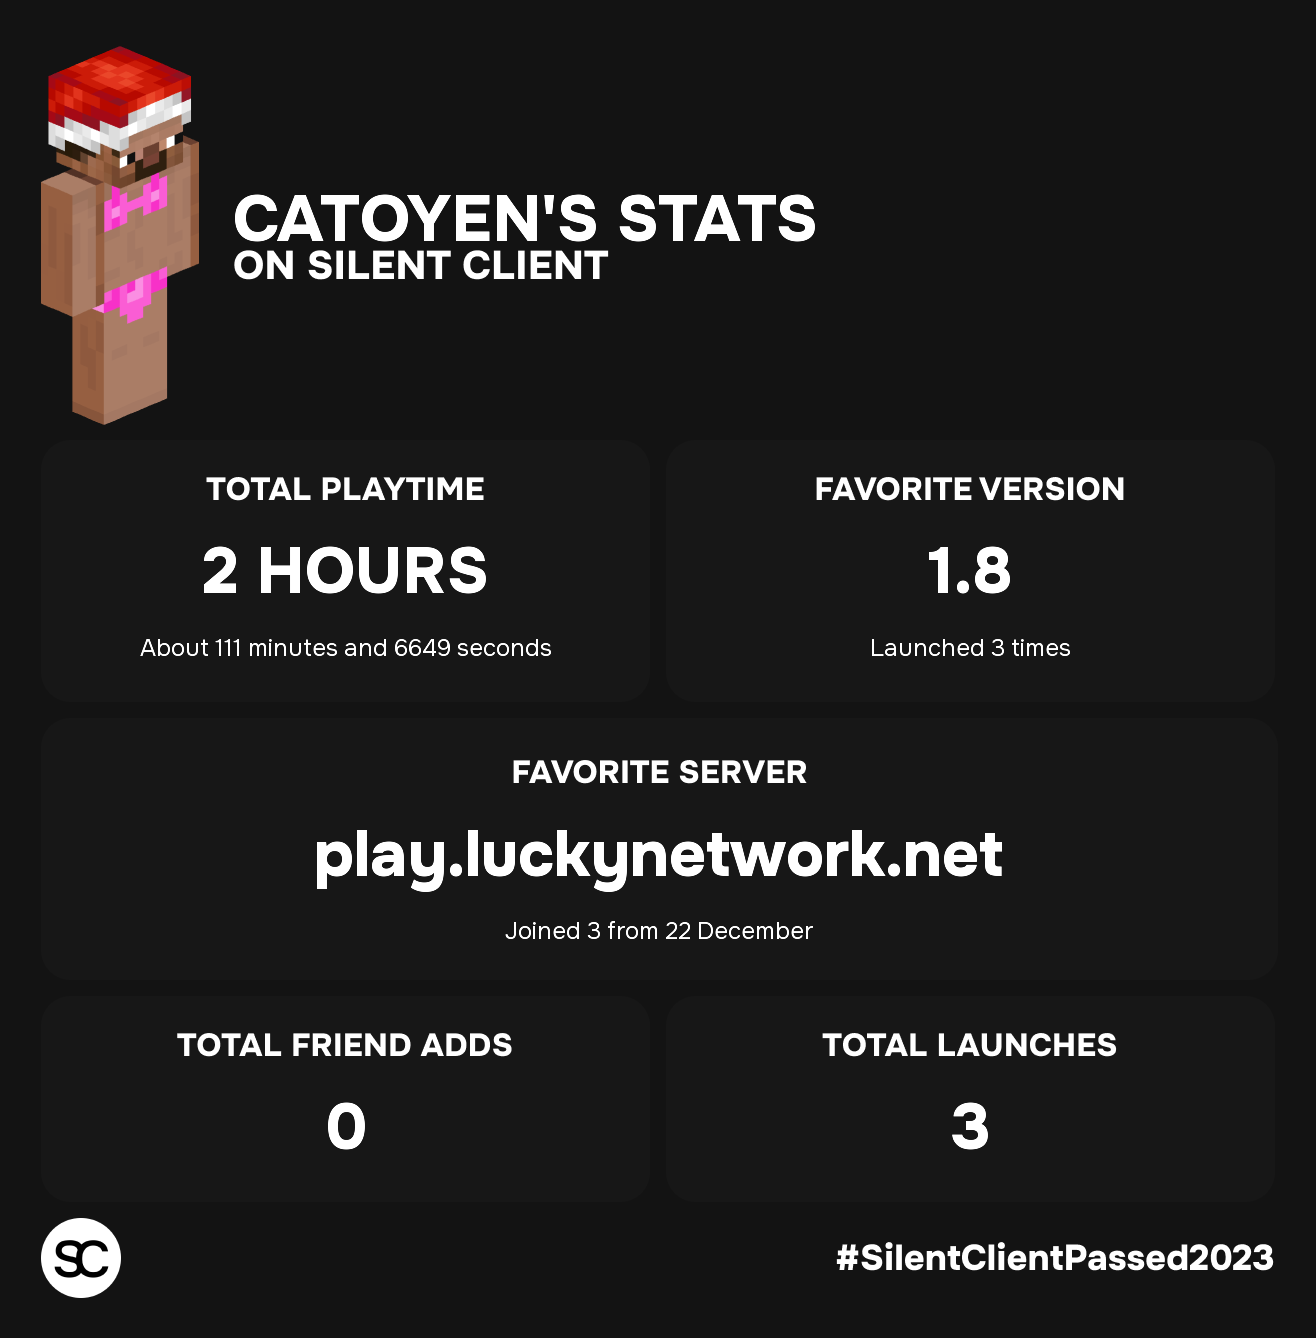 CATOYEN'S STATS
ON SILENT CLIENT
TOTAL PLAYTIME
2 HOURS
About 111 minutes and 6649 seconds
FAVORITE VERSION
1.8
Launched 3 times
FAVORITE SERVER
play.luckynetwork.net
Joined 3 from 22 December
TOTAL FRIEND ADDS
0
TOTAL LAUNCHES
3
SC
#SilentClientPassed2023